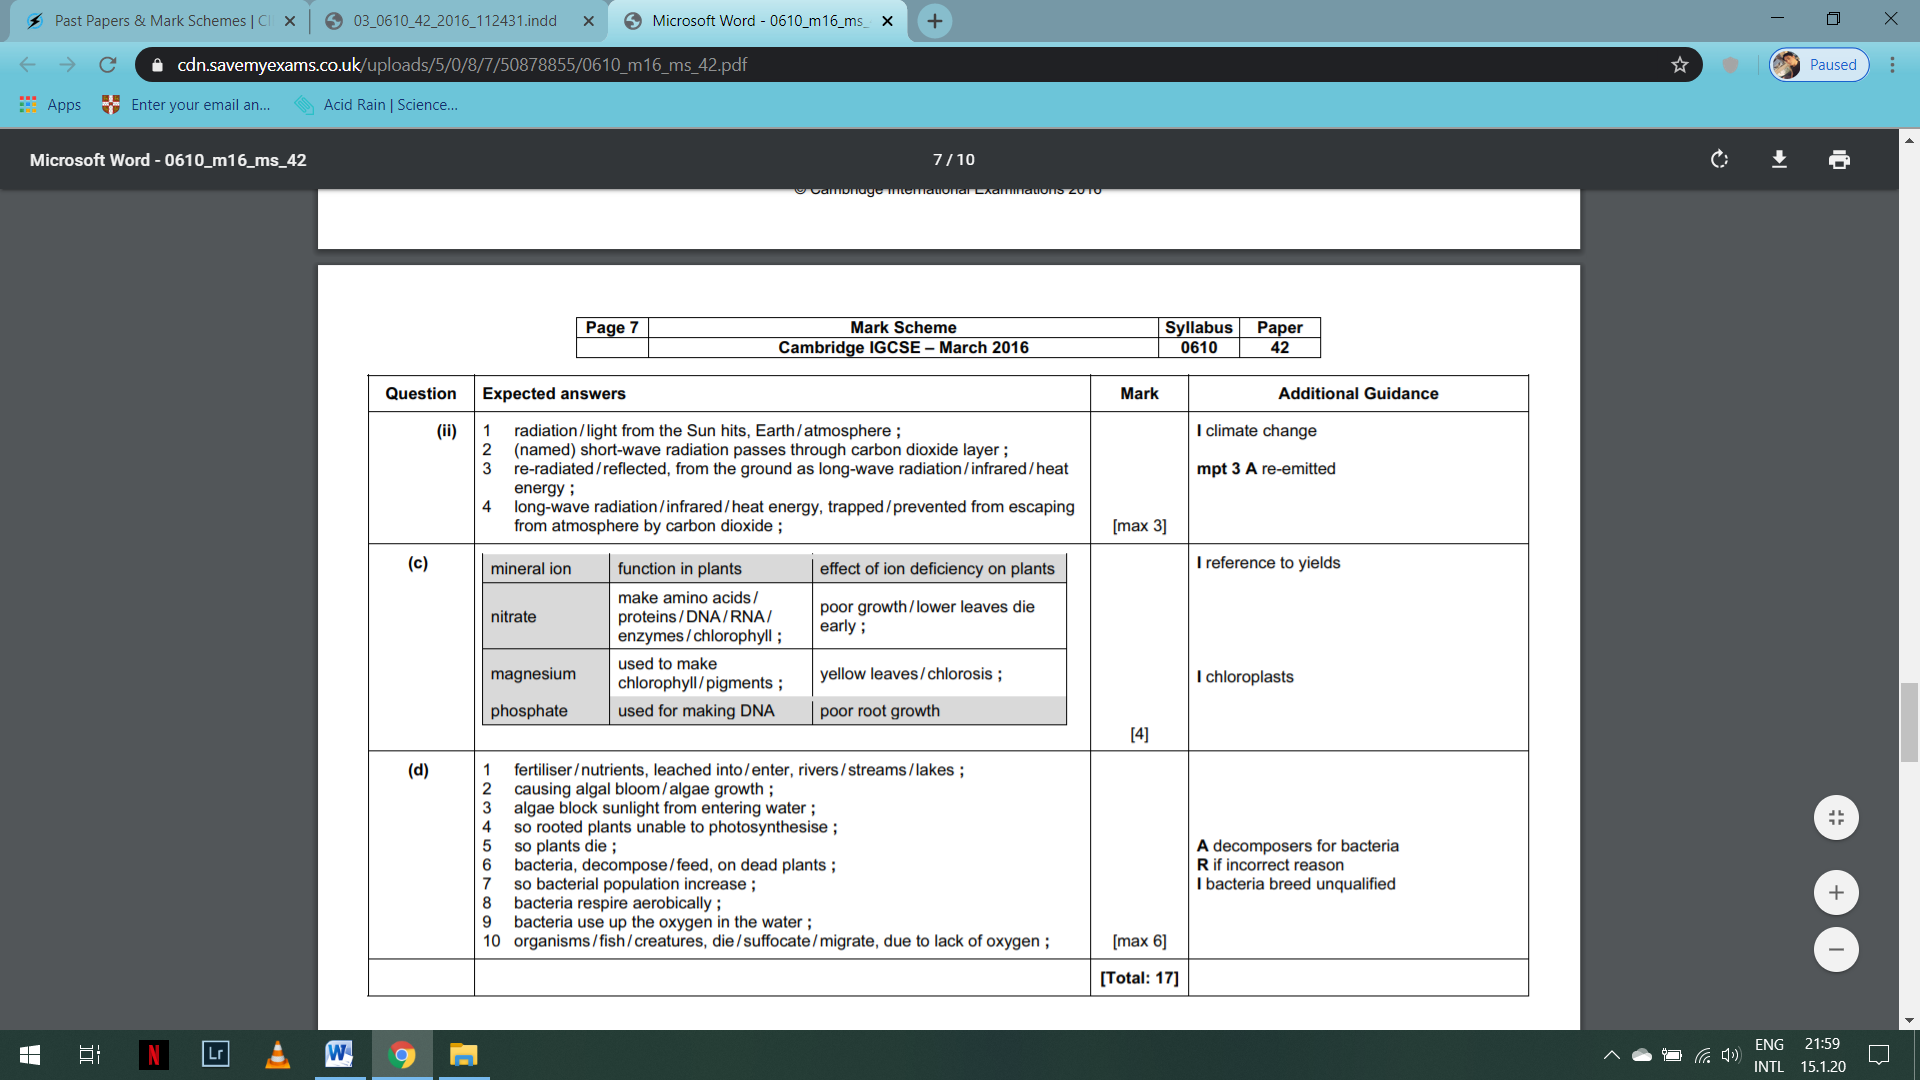 Past Papers & Mark Schemes | CI
03_0610_42_2016_112431.indd
Microsoft Word - 0610_m16_ms_
cdn.savemyexams.co.uk/uploads/5/0/8/7/50878855/0610_m16_ms_42.pdf
Paused
Apps
Enter your email an...
Acid Rain | Science...
Microsoft Word - 0610_m16_ms_42
7 / 10
© Cambridge International Examinations 2016
Page 7 Mark Scheme Syllabus Paper
Cambridge IGCSE – March 2016 0610 42
Question Expected answers Mark Additional Guidance
(ii) 1 radiation / light from the Sun hits, Earth / atmosphere ; I climate change
2 (named) short-wave radiation passes through carbon dioxide layer ;
3 re-radiated / reflected, from the ground as long-wave radiation / infrared / heat mpt 3 A re-emitted
energy ;
4 long-wave radiation / infrared / heat energy, trapped / prevented from escaping
from atmosphere by carbon dioxide ; [max 3]
(c) I reference to yields
mineral ion function in plants effect of ion deficiency on plants
nitrate make amino acids / proteins / DNA / RNA / enzymes / chlorophyll ; poor growth / lower leaves die early ;
magnesium used to make chlorophyll / pigments ; yellow leaves / chlorosis ; I chloroplasts
phosphate used for making DNA poor root growth
[4]
(d) 1 fertiliser / nutrients, leached into / enter, rivers / streams / lakes ;
2 causing algal bloom / algae growth ;
3 algae block sunlight from entering water ;
4 so rooted plants unable to photosynthesise ;
5 so plants die ; A decomposers for bacteria
6 bacteria, decompose / feed, on dead plants ; R if incorrect reason
7 so bacterial population increase ; I bacteria breed unqualified
8 bacteria respire aerobically ;
9 bacteria use up the oxygen in the water ;
10 organisms / fish / creatures, die / suffocate / migrate, due to lack of oxygen ; [max 6]
[Total: 17]
N
Lr
W
ENG
INTL
21:59
15.1.20